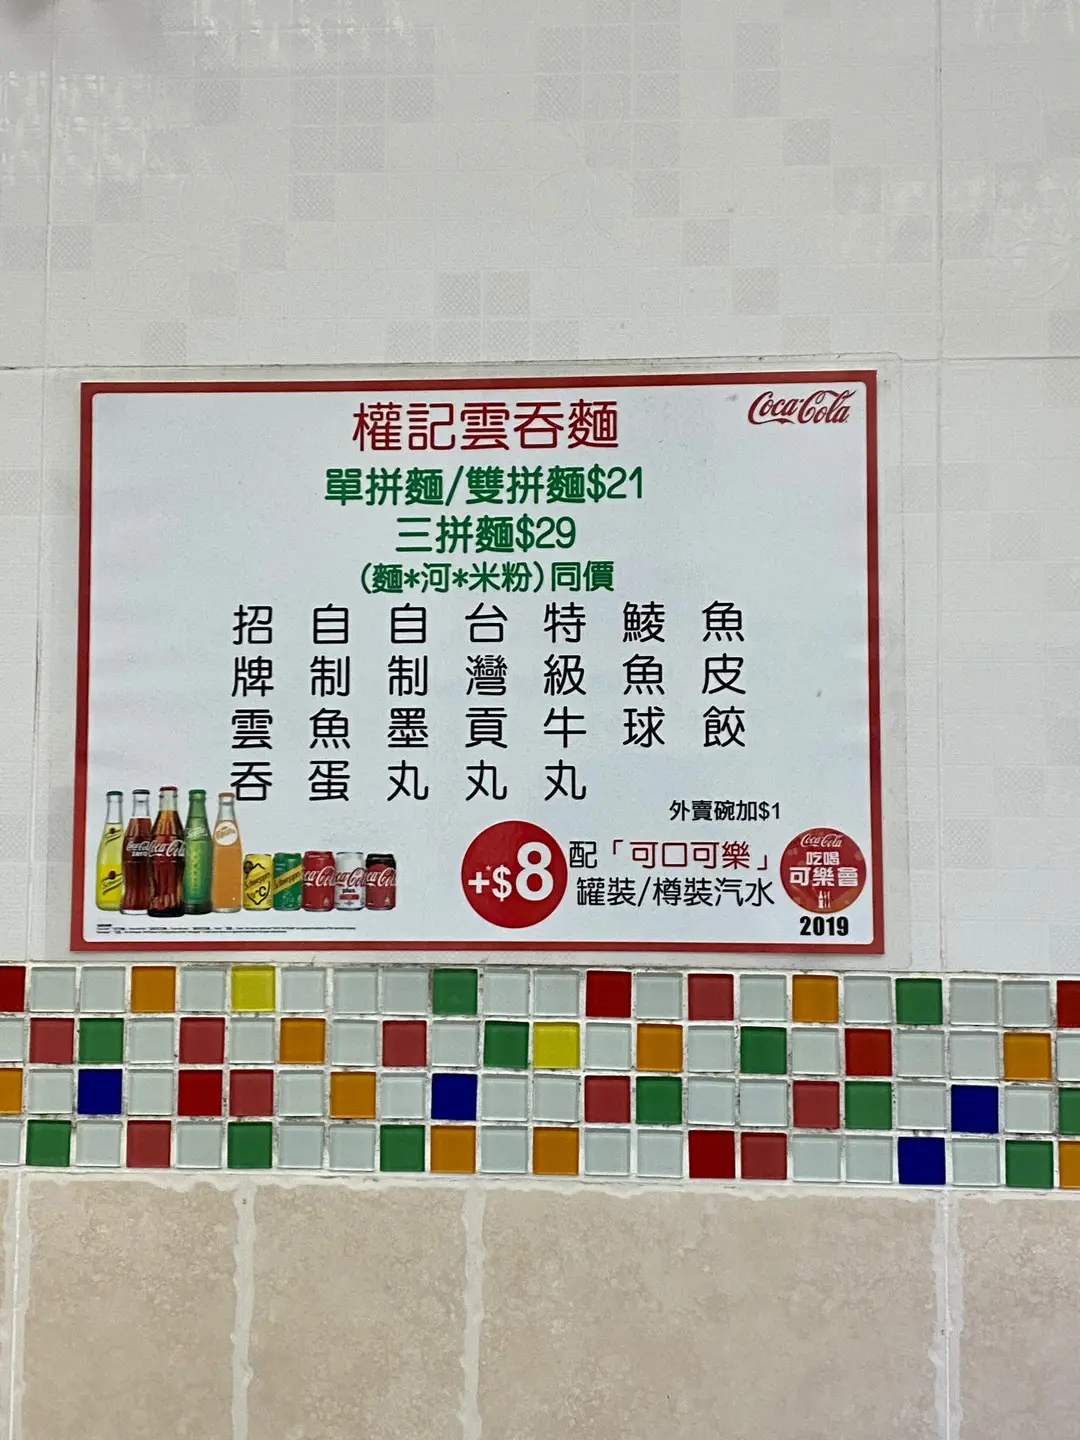 權記雲吞麵
Coca-Cola
單拼麵/雙拼麵$21
三拼麵$29
(麵*河*米粉)同價
招牌雲吞
自制魚蛋
自制墨丸
台灣貢丸
特級牛丸
鯪魚球
魚皮餃
外賣碗加$1
+$8
配「可口可樂」
罐裝/樽裝汽水
Coca-Cola
吃喝
可樂會
2019